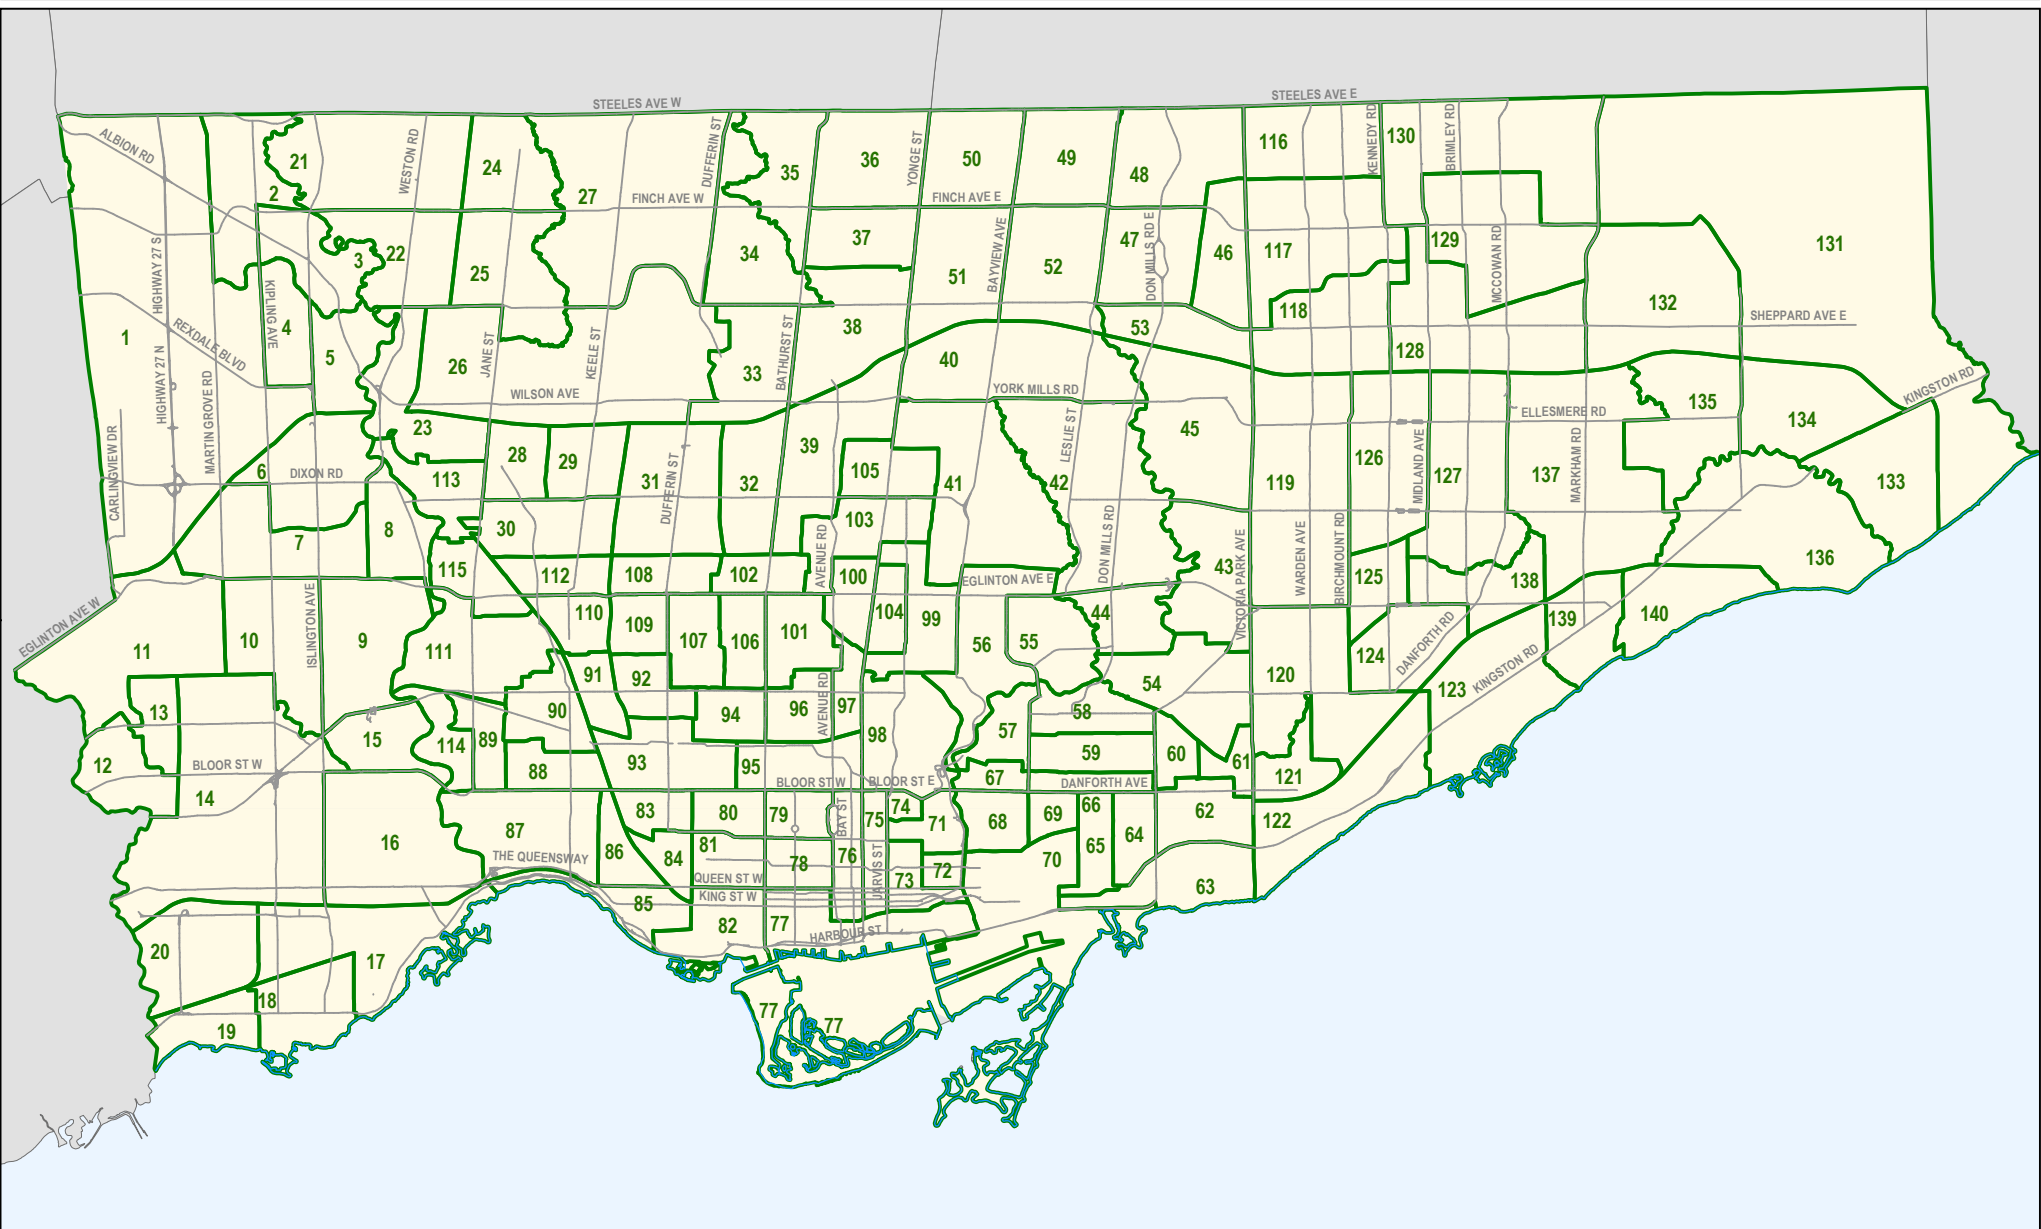 STEELES AVE W
STEELES AVE E
ALBION RD
WESTON RD
DUFFERIN ST
YONGE ST
KENNEDY RD
BRIMLEY RD
21
24
2
27
35
36
50
49
48
116
130
FINCH AVE W
FINCH AVE E
HIGHWAY 27 S
3
22
25
34
37
51
BAYVIEW AVE
52
47
DON MILLS RD E
46
117
129
MCCOWAN RD
131
1
REXDALE BLVD
KIPLING AVE
4
5
26
JANE ST
KEELE ST
33
BATHURST ST
38
40
53
118
128
132
SHEPPARD AVE E
HIGHWAY 27 N
MARTIN GROVE RD
WILSON AVE
YORK MILLS RD
LESLIE ST
45
ELLESMERE RD
135
134
KINGSTON RD
CARLINGVIEW DR
6
DIXON RD
23
113
28
29
31
DUFFERIN ST
32
39
105
41
42
119
126
MIDLAND AVE
127
137
MARKHAM RD
133
7
8
30
103
AVENUE RD
DON MILLS RD
43
VICTORIA PARK AVE
WARDEN AVE
BIRCHMOUNT RD
136
115
112
108
102
100
EGLINTON AVE E
125
138
EGLINTON AVE W
11
10
ISLINGTON AVE
9
111
110
109
107
106
101
104
99
56
55
44
124
DANFORTH RD
139
140
91
92
54
120
123
KINGSTON RD
13
15
114
89
90
94
96
AVENUE RD
97
98
57
58
12
BLOOR ST W
14
88
93
95
BLOOR ST W
BLOOR ST E
67
59
DANFORTH AVE
60
61
121
16
87
THE QUEENSWAY
86
83
84
80
81
79
78
BAY ST
75
76
74
71
72
73
JARVIS ST
68
69
70
66
65
64
62
63
122
QUEEN ST W
KING ST W
85
82
77
HARBOUR ST
20
17
18
19
77
77